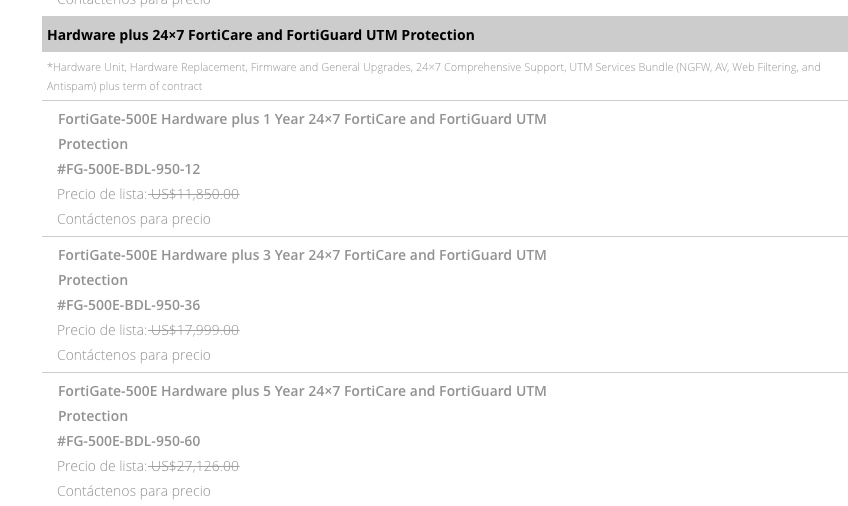 Contáctenos para precio
Hardware plus 24×7 FortiCare and FortiGuard UTM Protection
*Hardware Unit, Hardware Replacement, Firmware and General Upgrades, 24×7 Comprehensive Support, UTM Services Bundle (NGFW, AV, Web Filtering, and
Antispam) plus term of contract
FortiGate-500E Hardware plus 1 Year 24×7 FortiCare and FortiGuard UTM
Protection
#FG-500E-BDL-950-12
Precio de lista: US$11,850.00
Contáctenos para precio
FortiGate-500E Hardware plus 3 Year 24×7 FortiCare and FortiGuard UTM
Protection
#FG-500E-BDL-950-36
Precio de lista: US$17,999.00
Contáctenos para precio
FortiGate-500E Hardware plus 5 Year 24×7 FortiCare and FortiGuard UTM
Protection
#FG-500E-BDL-950-60
Precio de lista: US$27,126.00
Contáctenos para precio